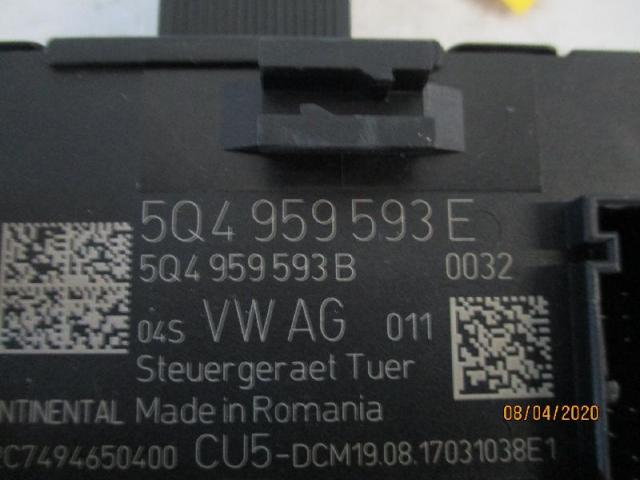 5Q4 959 593 E
5Q4 959 593 B 0032
04S VW AG 011
Steuergeraet Tuer
NTINENTAL Made in Romania
2C7494650400 CU5-DCM19.08.17031038E1
08/04/2020